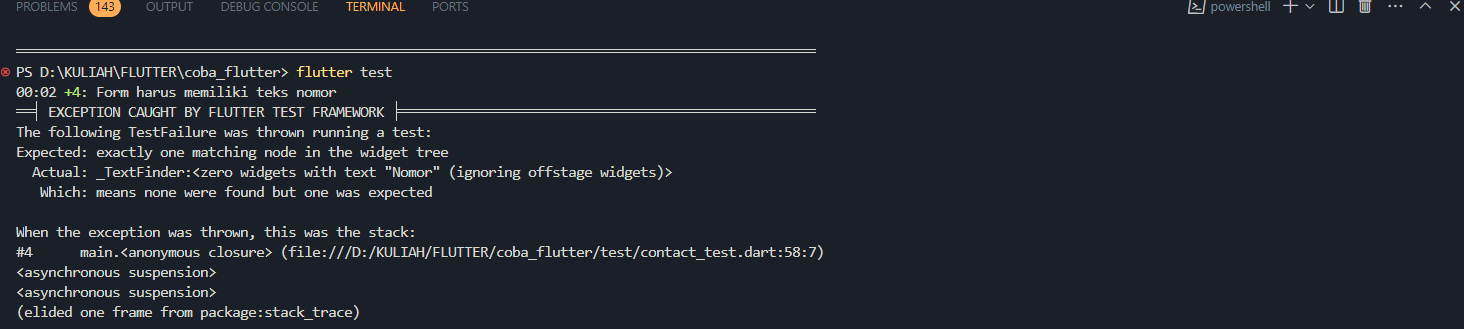 PROBLEMS 143 OUTPUT DEBUG CONSOLE TERMINAL PORTS powershell
PS D:\KULIAH\FLUTTER\coba_flutter> flutter test
00:02 +4: Form harus memiliki teks nomor
EXCEPTION CAUGHT BY FLUTTER TEST FRAMEWORK
The following TestFailure was thrown running a test:
Expected: exactly one matching node in the widget tree
Actual: _TextFinder:<zero widgets with text "Nomor" (ignoring offstage widgets)>
Which: means none were found but one was expected
When the exception was thrown, this was the stack:
#4 main.<anonymous closure> (file:///D:/KULIAH/FLUTTER/coba_flutter/test/contact_test.dart:58:7)
<asynchronous suspension>
<asynchronous suspension>
(elided one frame from package:stack_trace)